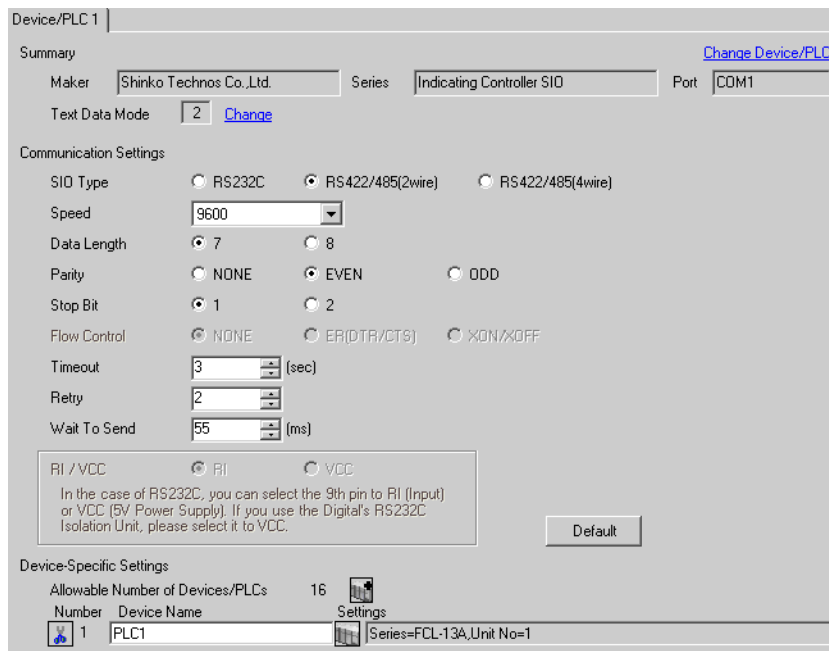 Device/PLC 1
Summary Change Device/PLC
Maker Shinko Technos Co.,Ltd. Series Indicating Controller SIO Port COM1
Text Data Mode 2 Change
Communication Settings
SIO Type RS232C RS422/485(2wire) RS422/485(4wire)
Speed 9600
Data Length 7 8
Parity NONE EVEN ODD
Stop Bit 1 2
Flow Control NONE ER(DTR/CTS) XON/XOFF
Timeout 3 (sec)
Retry 2
Wait To Send 55 (ms)
RI / VCC RI VCC
In the case of RS232C, you can select the 9th pin to RI (Input)
or VCC (5V Power Supply). If you use the Digital's RS232C
Isolation Unit, please select it to VCC.
Default
Device-Specific Settings
Allowable Number of Devices/PLCs 16
Number Device Name Settings
1 PLC1 Series=FCL-13A,Unit No=1